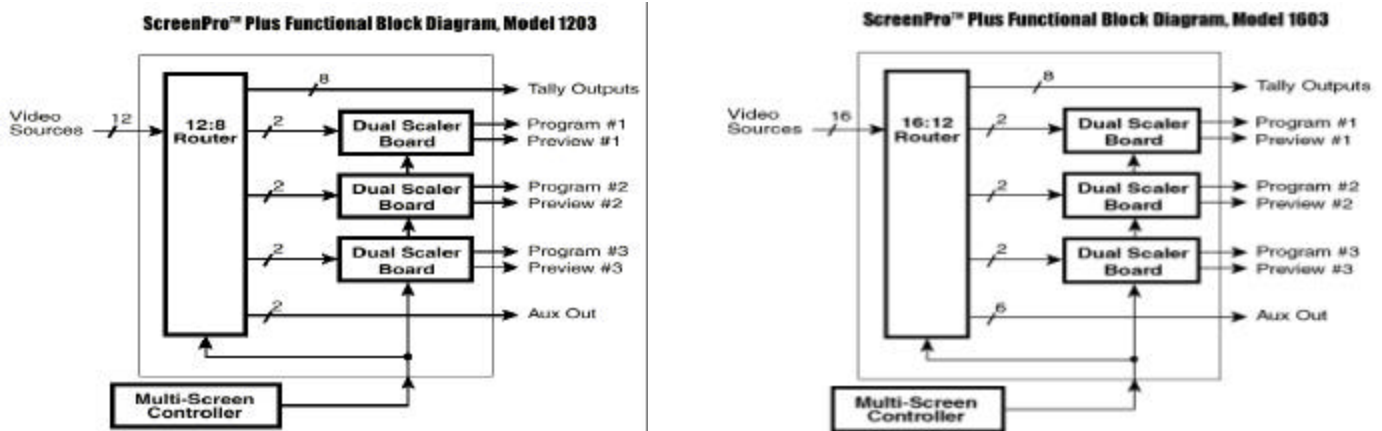 ScreenPro™ Plus Functional Block Diagram, Model 1203
8
Tally Outputs
Video
Sources
12
12:8
Router
2
Dual Scaler
Board
Program #1
Preview #1
2
Dual Scaler
Board
Program #2
Preview #2
2
Dual Scaler
Board
Program #3
Preview #3
2
Aux Out
Multi-Screen
Controller
ScreenPro™ Plus Functional Block Diagram, Model 1603
8
Tally Outputs
Video
Sources
16
16:12
Router
2
Dual Scaler
Board
Program #1
Preview #1
2
Dual Scaler
Board
Program #2
Preview #2
2
Dual Scaler
Board
Program #3
Preview #3
6
Aux Out
Multi-Screen
Controller